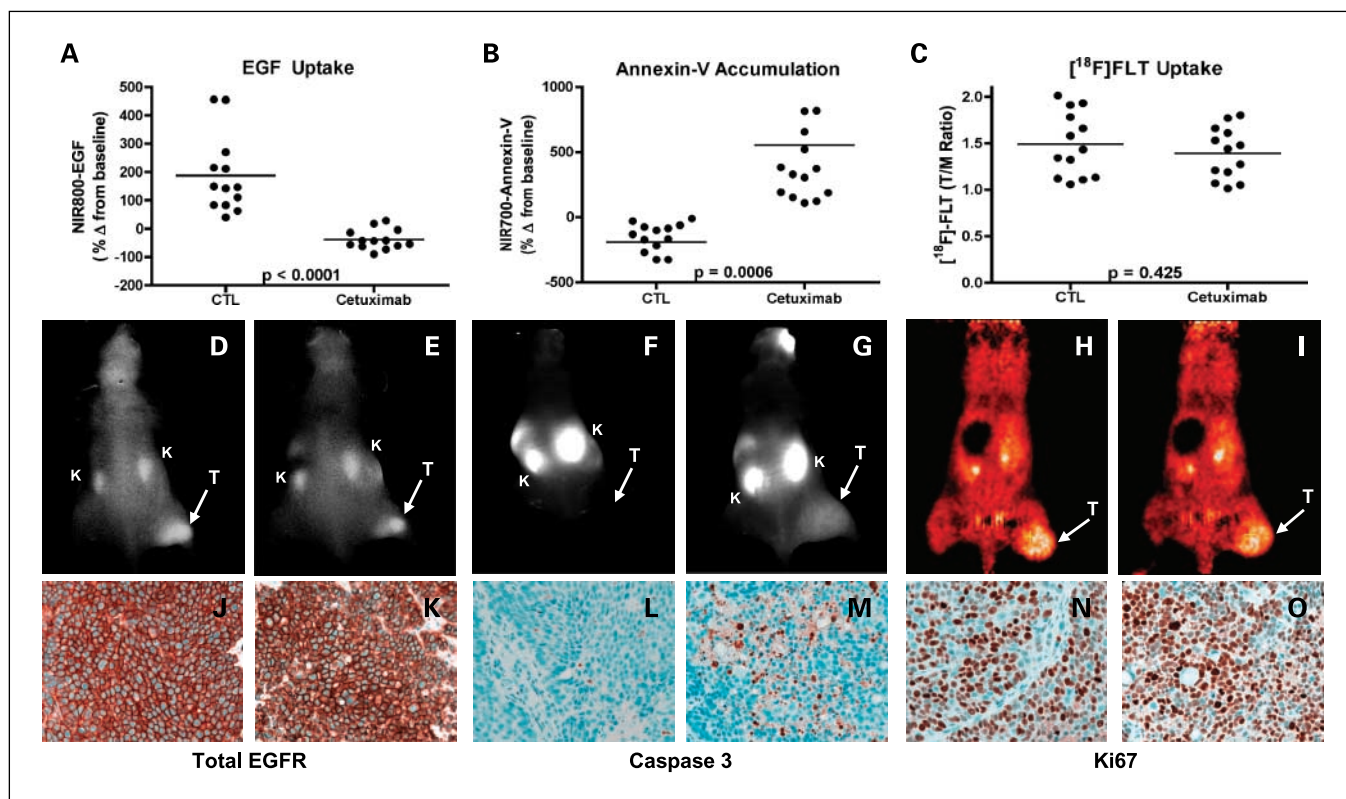 A
EGF Uptake
NIR800-EGF
(% Δ from baseline)
500
400
300
200
100
0
-100
-200
p < 0.0001
CTL
Cetuximab
B
Annexin-V Accumulation
NIR700-Annexin-V
(% Δ from baseline)
1000
500
0
-500
p = 0.0006
CTL
Cetuximab
C
[¹⁸F]FLT Uptake
[¹⁸F]-FLT (T/M Ratio)
2.0
1.5
1.0
0.5
0.0
p = 0.425
CTL
Cetuximab
D
K
K
T
E
K
K
T
F
K
K
T
G
K
K
T
H
T
I
T
J
K
L
M
N
O
Total EGFR
Caspase 3
Ki67